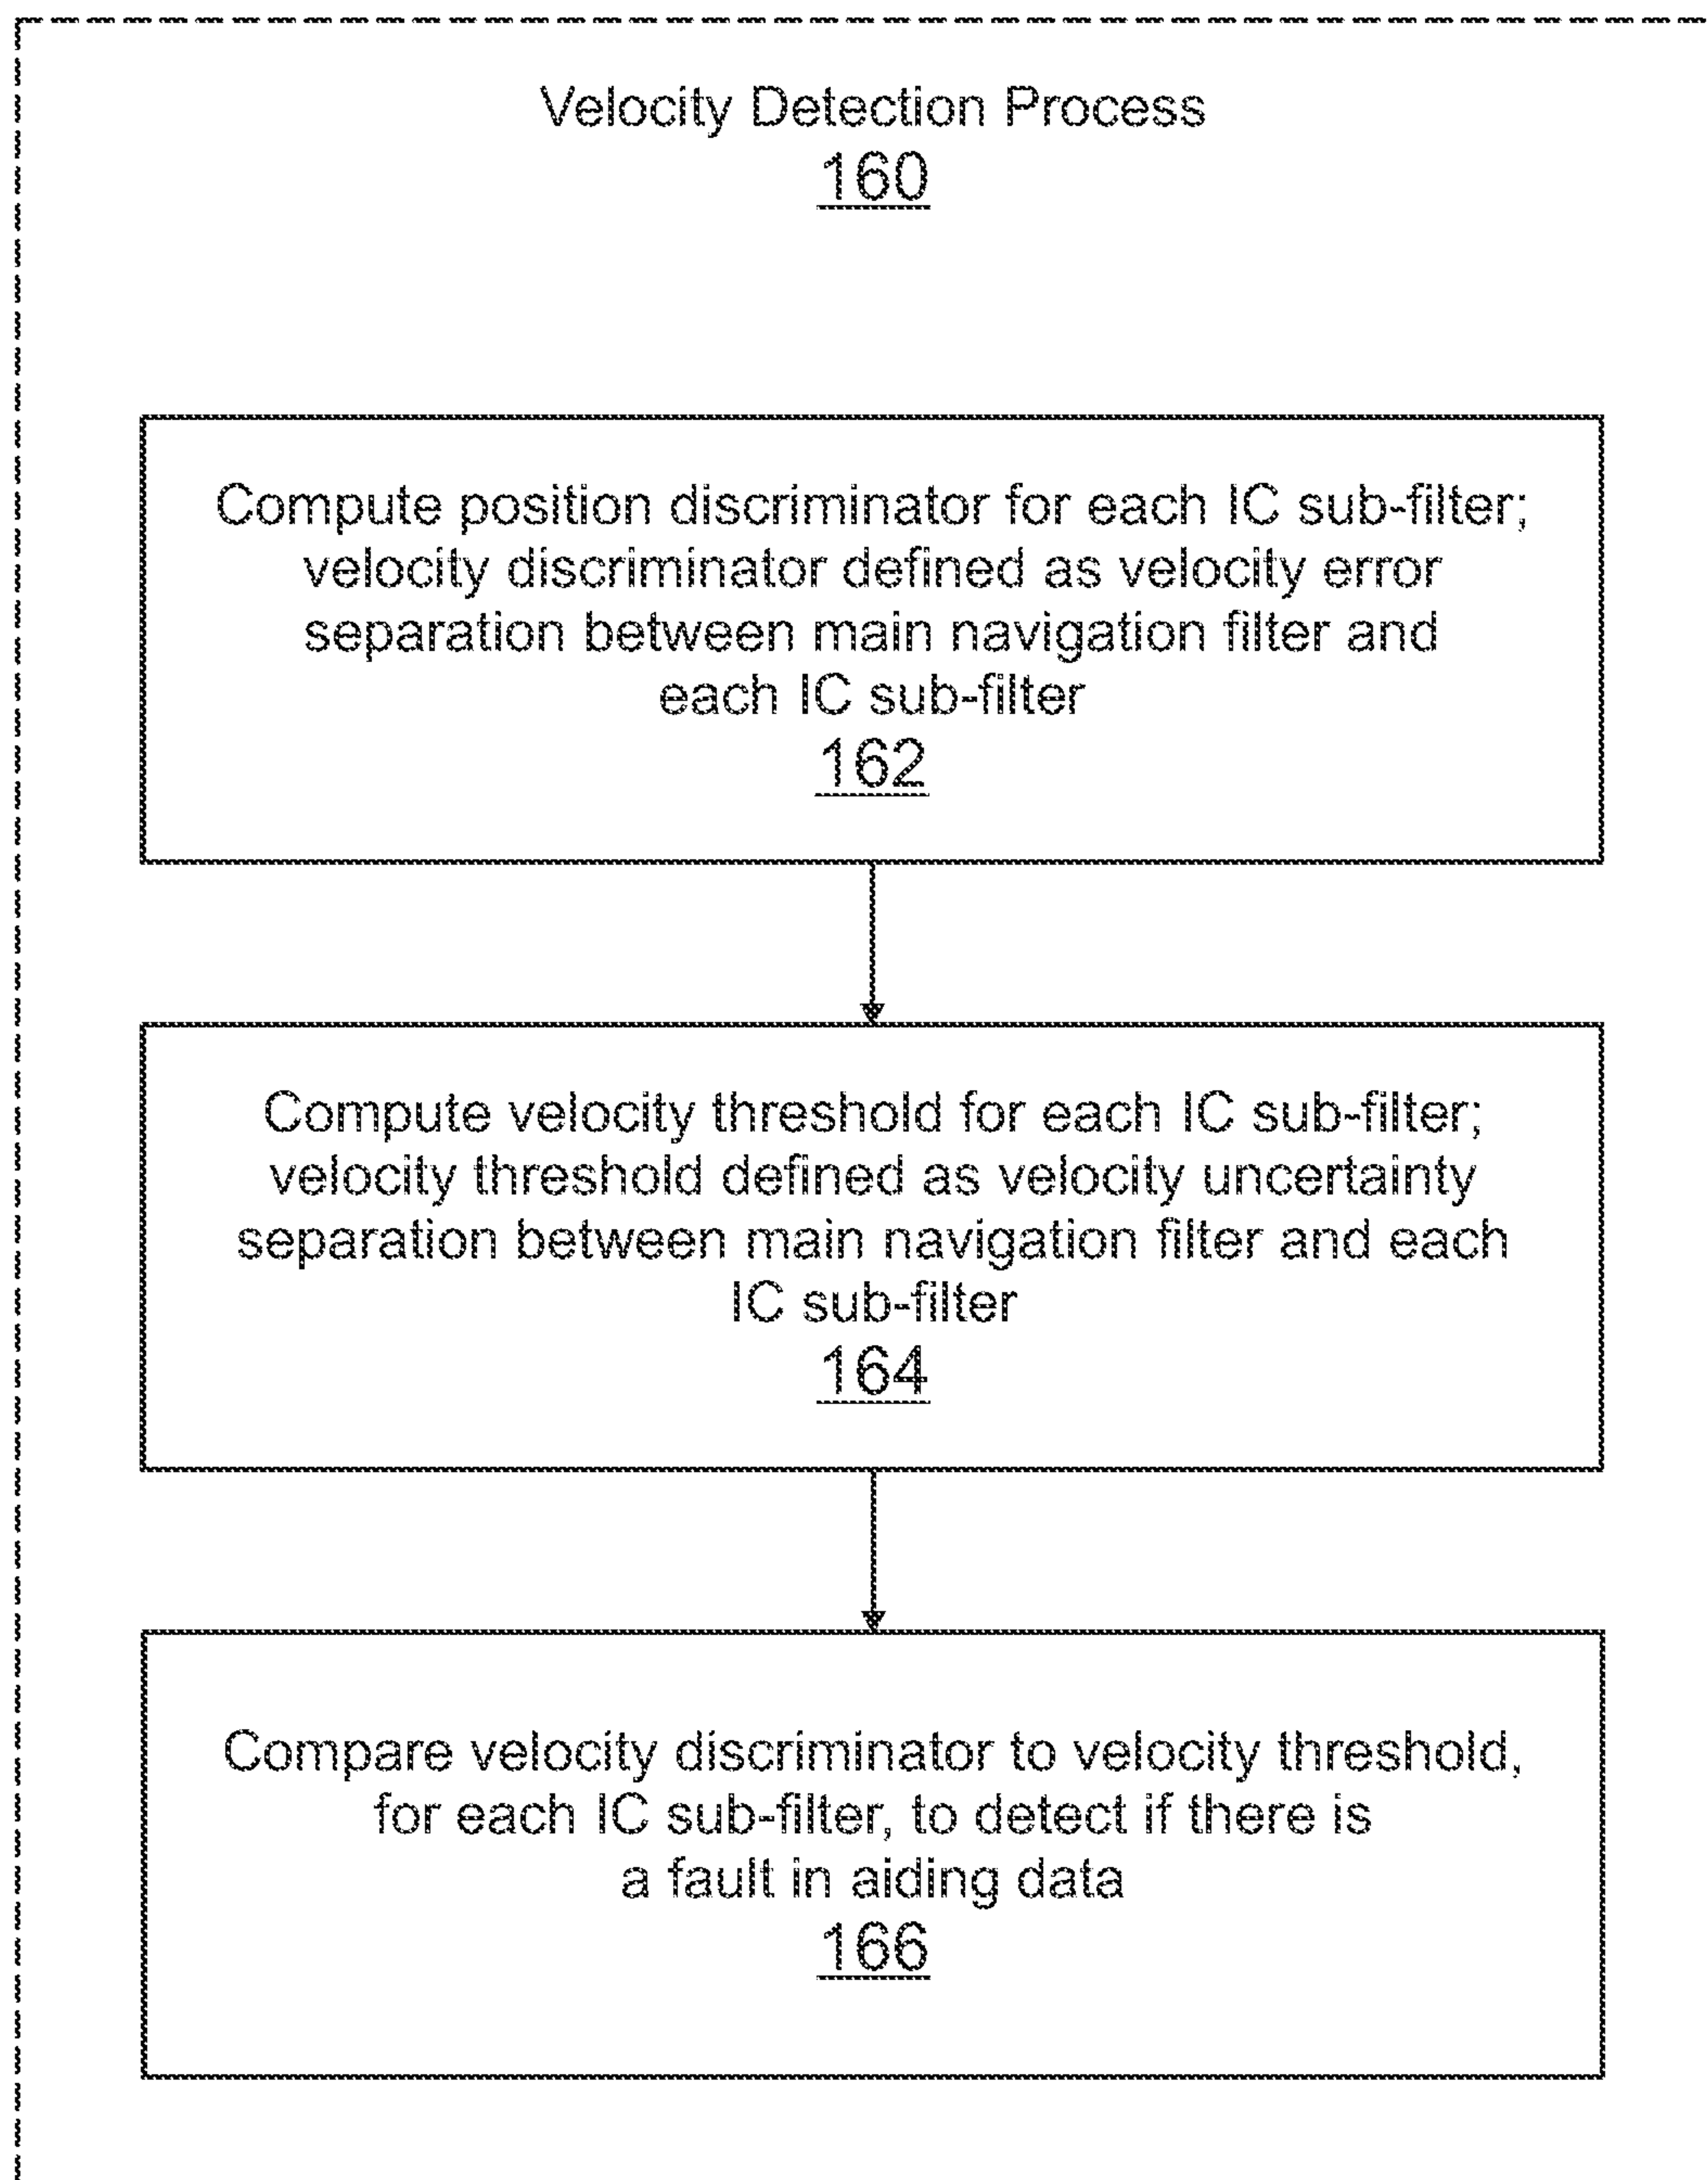 Velocity Detection Process
160
Compute position discriminator for each IC sub-filter;
velocity discriminator defined as velocity error
separation between main navigation filter and
each IC sub-filter
162
Compute velocity threshold for each IC sub-filter;
velocity threshold defined as velocity uncertainty
separation between main navigation filter and each
IC sub-filter
164
Compare velocity discriminator to velocity threshold,
for each IC sub-filter, to detect if there is
a fault in aiding data
166